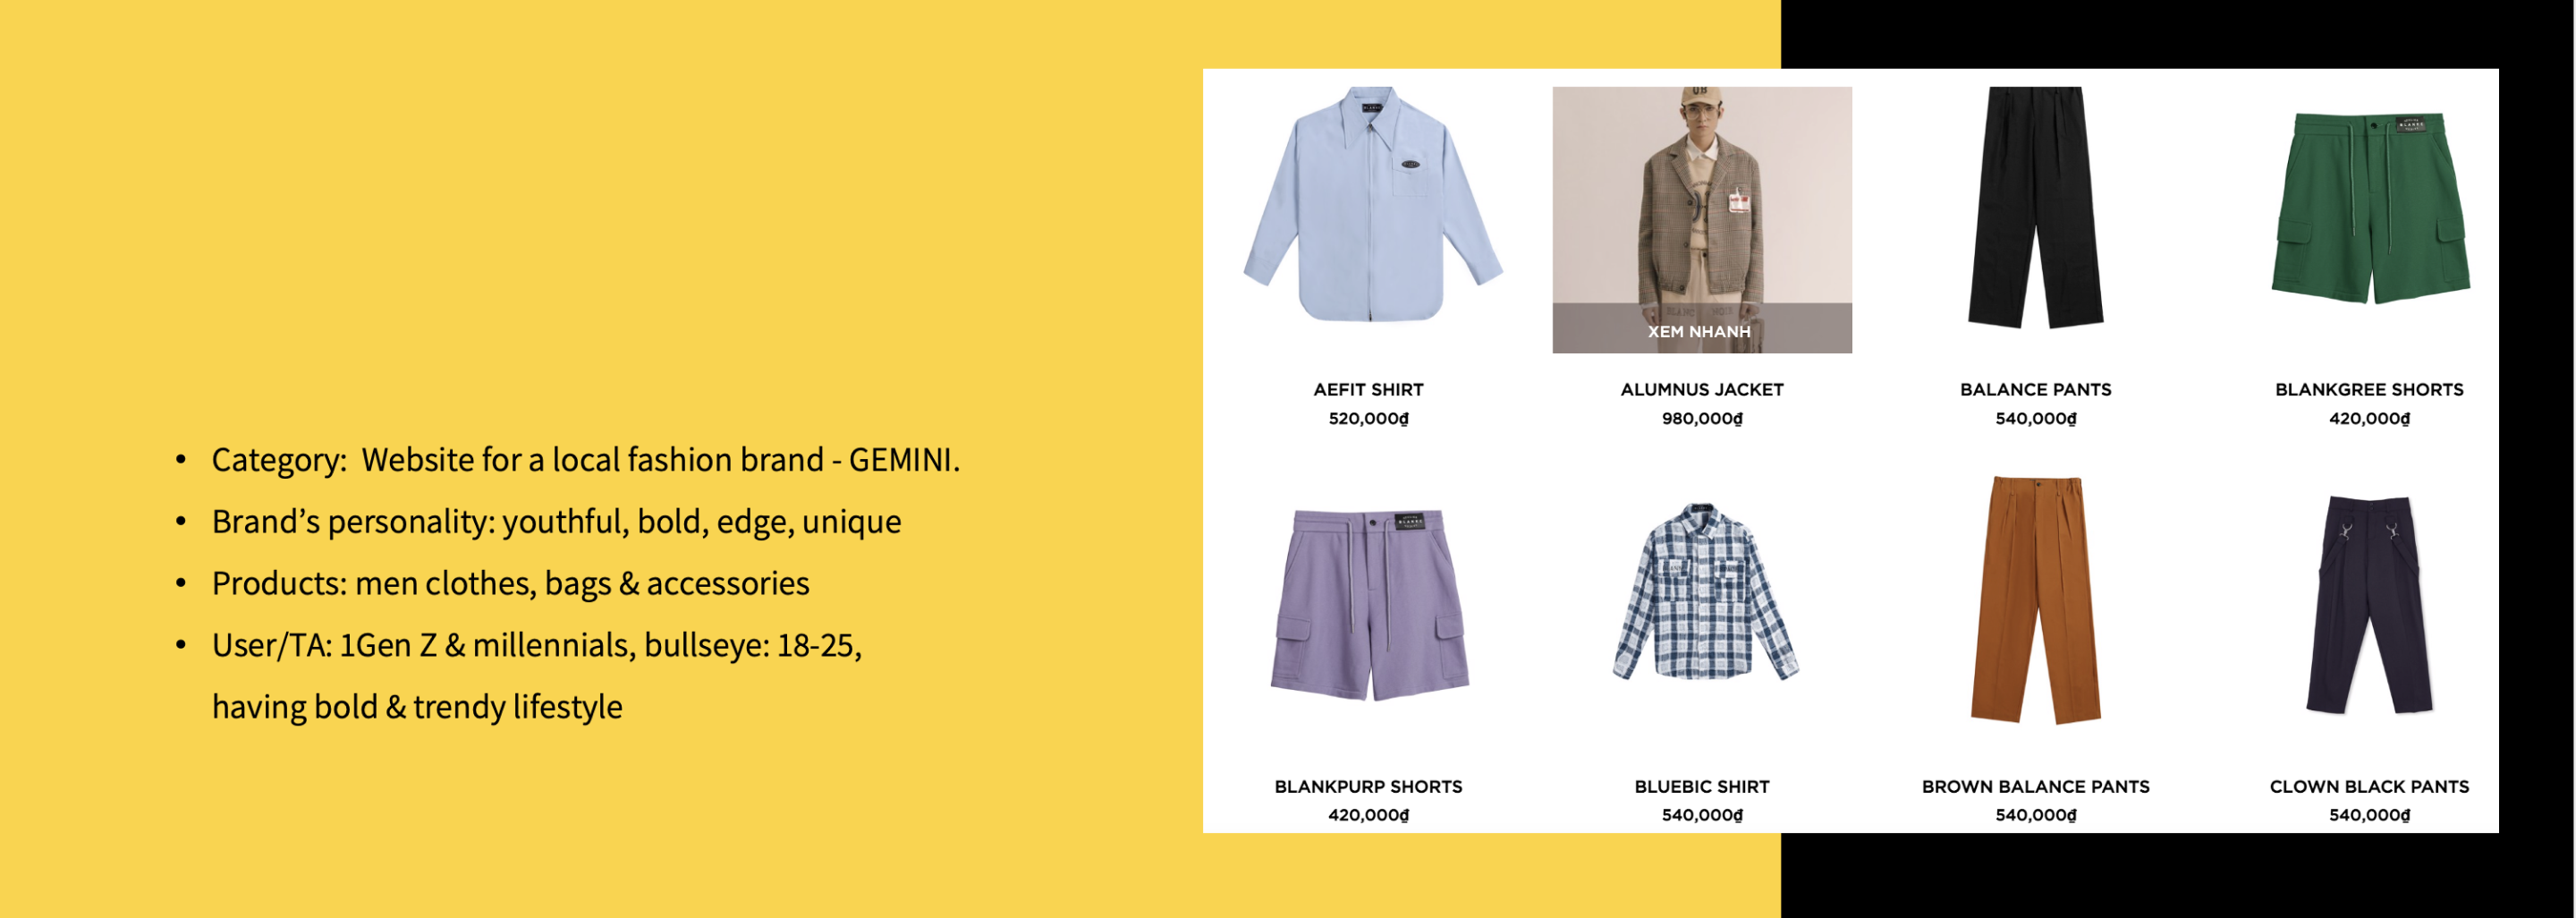 • Category:  Website for a local fashion brand - GEMINI.
• Brand’s personality: youthful, bold, edge, unique
• Products: men clothes, bags & accessories
• User/TA: 1Gen Z & millennials, bullseye: 18-25,
having bold & trendy lifestyle
XEM NHANH
AEFIT SHIRT
520,000₫
ALUMNUS JACKET
980,000₫
BALANCE PANTS
540,000₫
BLANKGREE SHORTS
420,000₫
BLANKPURP SHORTS
420,000₫
BLUEBIC SHIRT
540,000₫
BROWN BALANCE PANTS
540,000₫
CLOWN BLACK PANTS
540,000₫